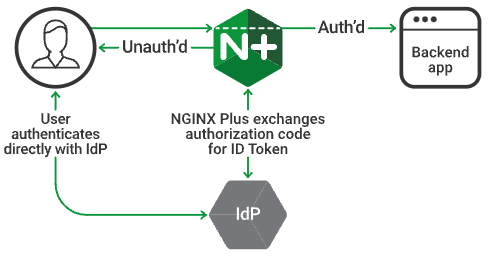 Unauth'd
N+
Auth'd
Backend
app
User
authenticates
directly with IdP
NGINX Plus exchanges
authorization code
for ID Token
IdP